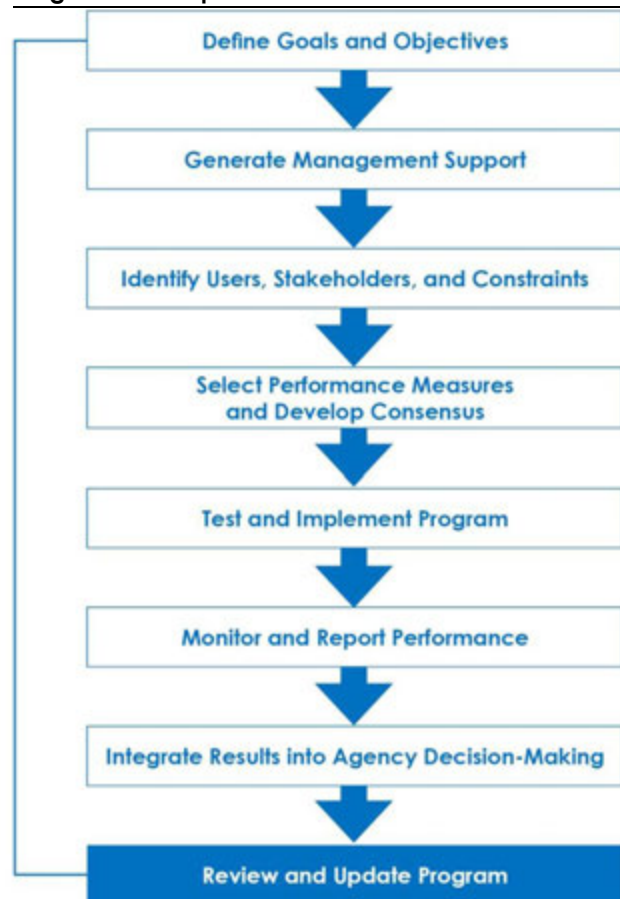 Define Goals and Objectives
Generate Management Support
Identify Users, Stakeholders, and Constraints
Select Performance Measures
and Develop Consensus
Test and Implement Program
Monitor and Report Performance
Integrate Results into Agency Decision-Making
Review and Update Program